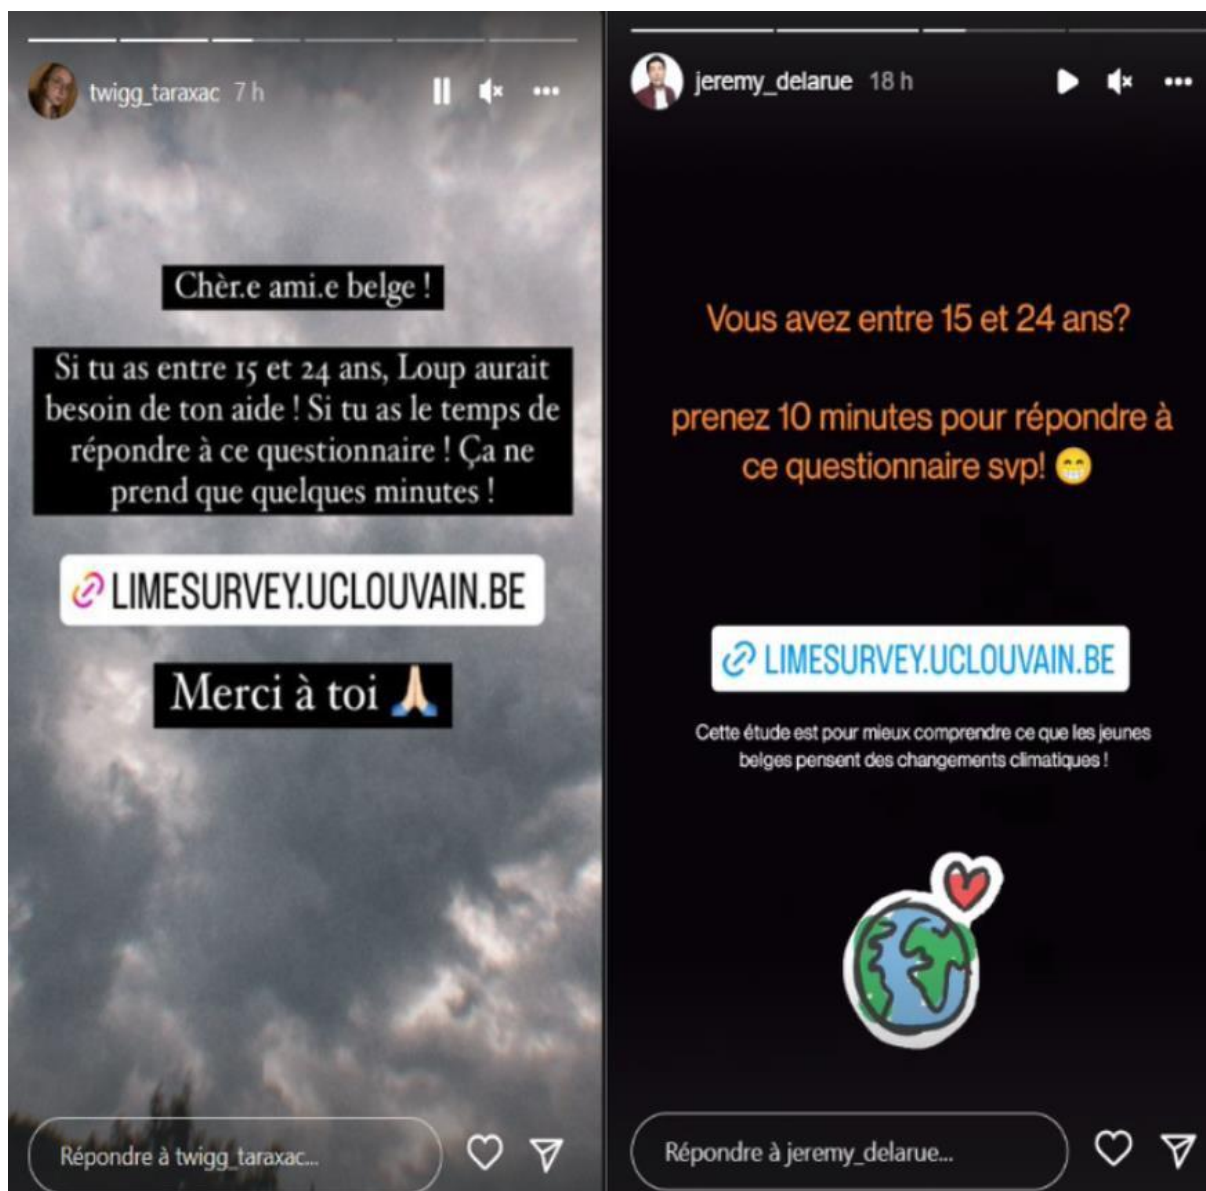 twigg_taraxac 7 h
Chèr.e ami.e belge !
Si tu as entre 15 et 24 ans, Loup aurait
besoin de ton aide ! Si tu as le temps de
répondre à ce questionnaire ! Ça ne
prend que quelques minutes !
LIMESURVEY.UCLOUVAIN.BE
Merci à toi 🙏🏻
Répondre à twigg_taraxac...
jeremy_delarue 18 h
Vous avez entre 15 et 24 ans?
prenez 10 minutes pour répondre à
ce questionnaire svp! 😁
LIMESURVEY.UCLOUVAIN.BE
Cette étude est pour mieux comprendre ce que les jeunes
belges pensent des changements climatiques !
Répondre à jeremy_delarue...